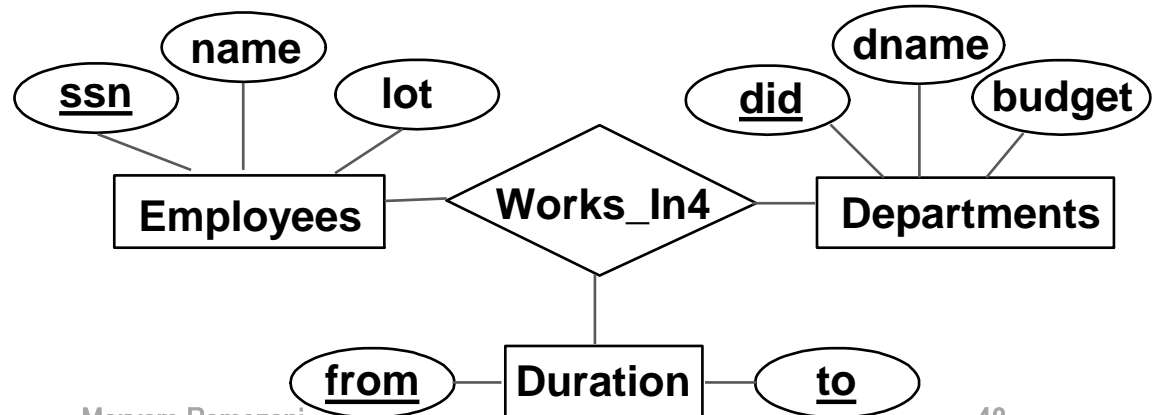 name
dname
ssn
lot
did
budget
Employees
Works_In4
Departments
from
Duration
to